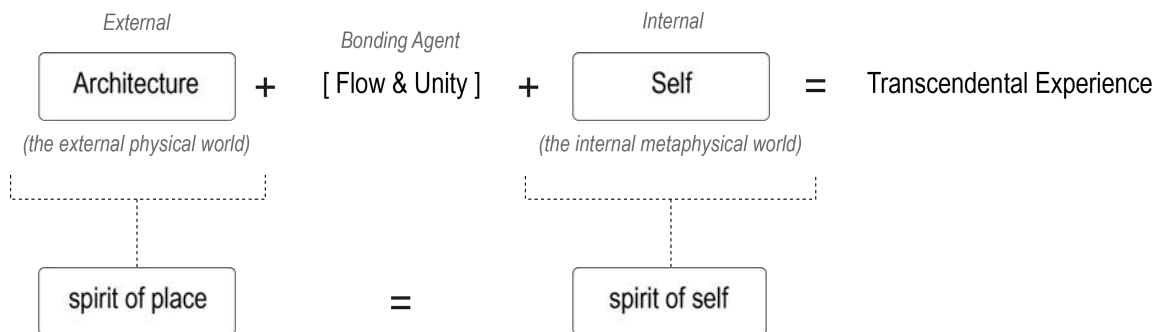 External
Bonding Agent
Internal
Architecture + [ Flow & Unity ] + Self = Transcendental Experience
(the external physical world)
(the internal metaphysical world)
spirit of place = spirit of self